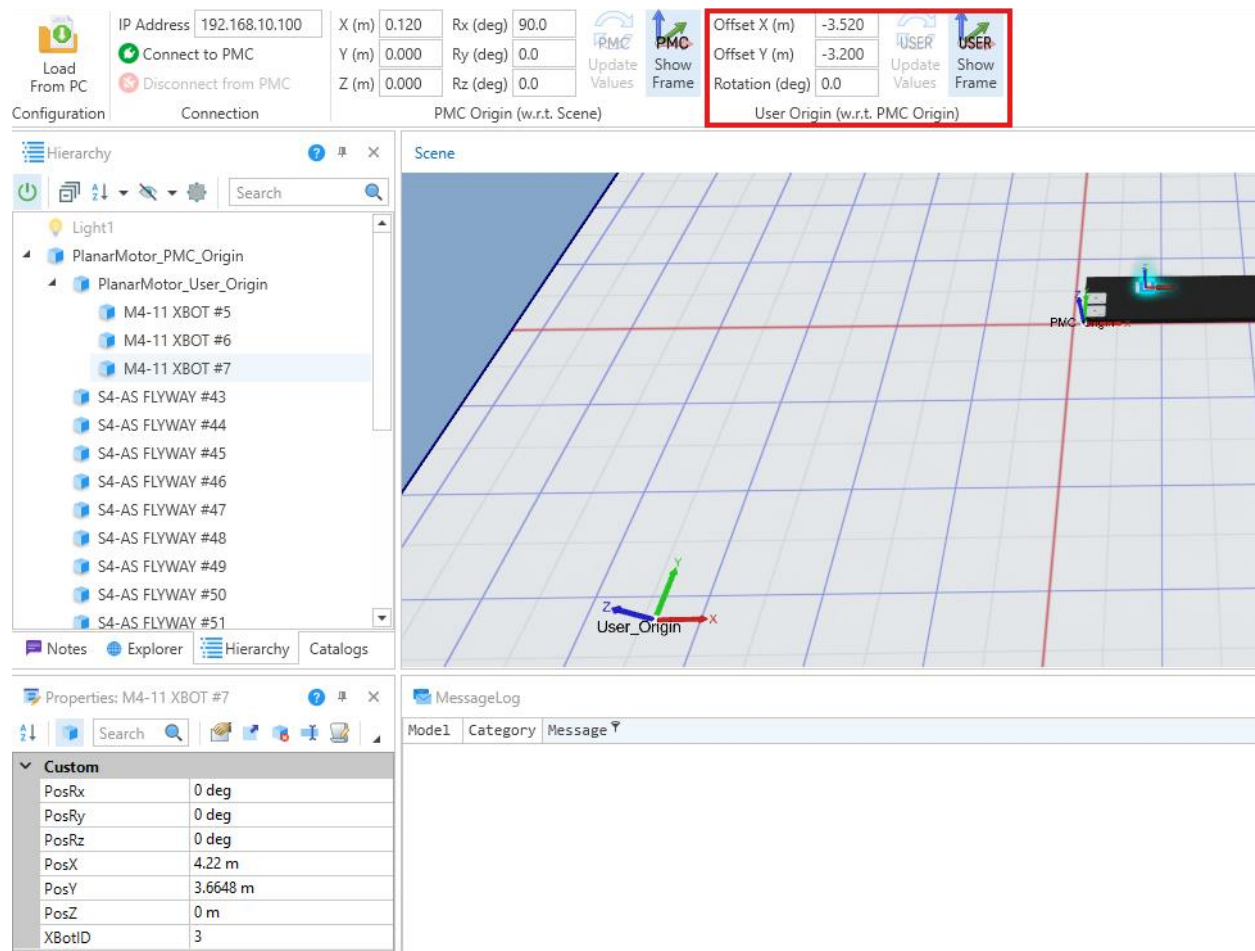 IP Address 192.168.10.100 X (m) 0.120 Rx (deg) 90.0 Offset X (m) -3.520
Connect to PMC Y (m) 0.000 Ry (deg) 0.0 PMC PMC Offset Y (m) -3.200 USER USER
Load From PC Disconnect from PMC Z (m) 0.000 Rz (deg) 0.0 Update Values Show Frame Rotation (deg) 0.0 Update Values Show Frame
Configuration Connection PMC Origin (w.r.t. Scene) User Origin (w.r.t. PMC Origin)
Hierarchy
Search
Light1
PlanarMotor_PMC_Origin
PlanarMotor_User_Origin
M4-11 XBOT #5
M4-11 XBOT #6
M4-11 XBOT #7
S4-AS FLYWAY #43
S4-AS FLYWAY #44
S4-AS FLYWAY #45
S4-AS FLYWAY #46
S4-AS FLYWAY #47
S4-AS FLYWAY #48
S4-AS FLYWAY #49
S4-AS FLYWAY #50
S4-AS FLYWAY #51
Notes Explorer Hierarchy Catalogs
Scene
PMC_Origin
Y
Z
X
User_Origin
Properties: M4-11 XBOT #7
Search
Custom
PosRx 0 deg
PosRy 0 deg
PosRz 0 deg
PosX 4.22 m
PosY 3.6648 m
PosZ 0 m
XBotID 3
MessageLog
Model Category Message